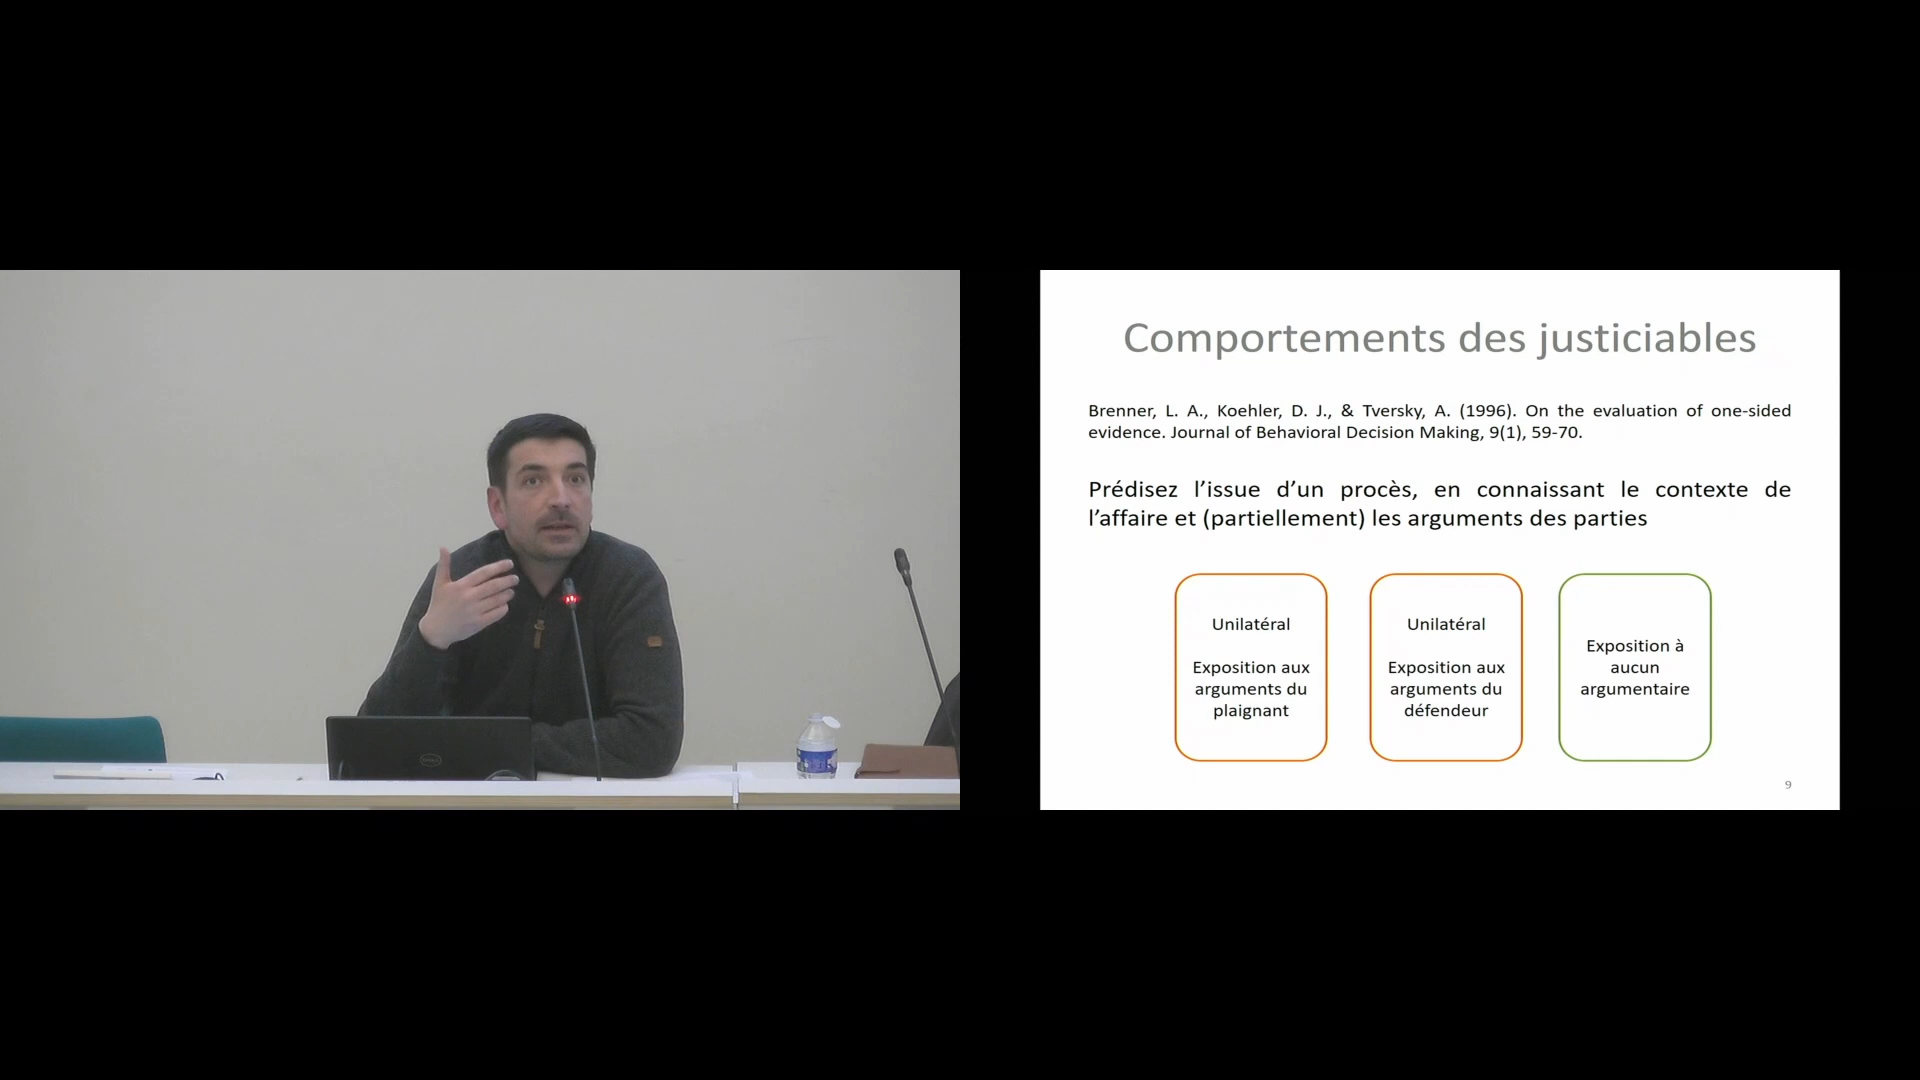 Comportements des justiciables
Brenner, L. A., Koehler, D. J., & Tversky, A. (1996). On the evaluation of one-sided
evidence. Journal of Behavioral Decision Making, 9(1), 59-70.
Prédisez l’issue d’un procès, en connaissant le contexte de
l’affaire et (partiellement) les arguments des parties
Unilatéral
Exposition aux
arguments du
plaignant
Unilatéral
Exposition aux
arguments du
défendeur
Exposition à
aucun
argumentaire
9